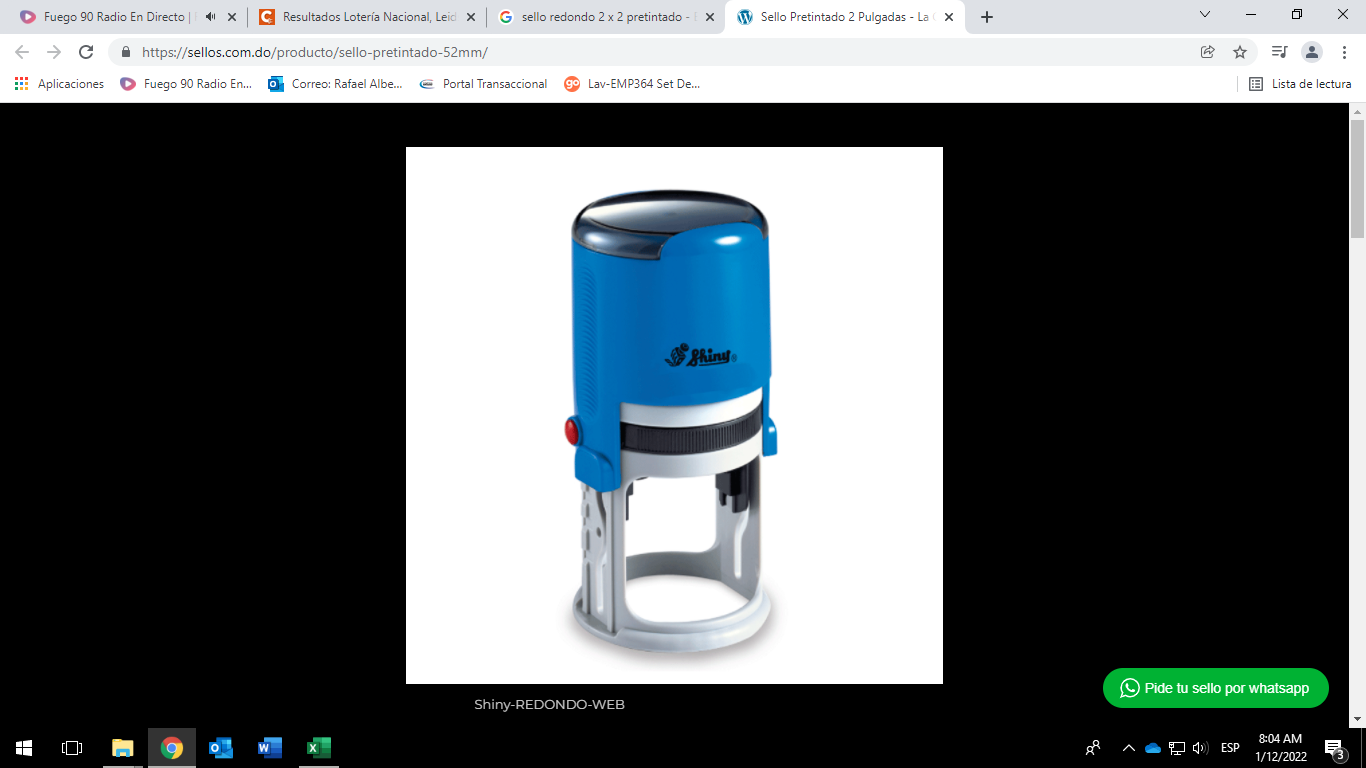 Fuego 90 Radio En Directo |
Resultados Lotería Nacional, Leid
sello redondo 2 x 2 pretintado -
Sello Pretintado 2 Pulgadas - La
https://sellos.com.do/producto/sello-pretintado-52mm/
Aplicaciones
Fuego 90 Radio En...
Correo: Rafael Albe...
Portal Transaccional
go
Lav-EMP364 Set De...
Lista de lectura
Shiny
Shiny-REDONDO-WEB
Pide tu sello por whatsapp
ESP
8:04 AM
1/12/2022
3